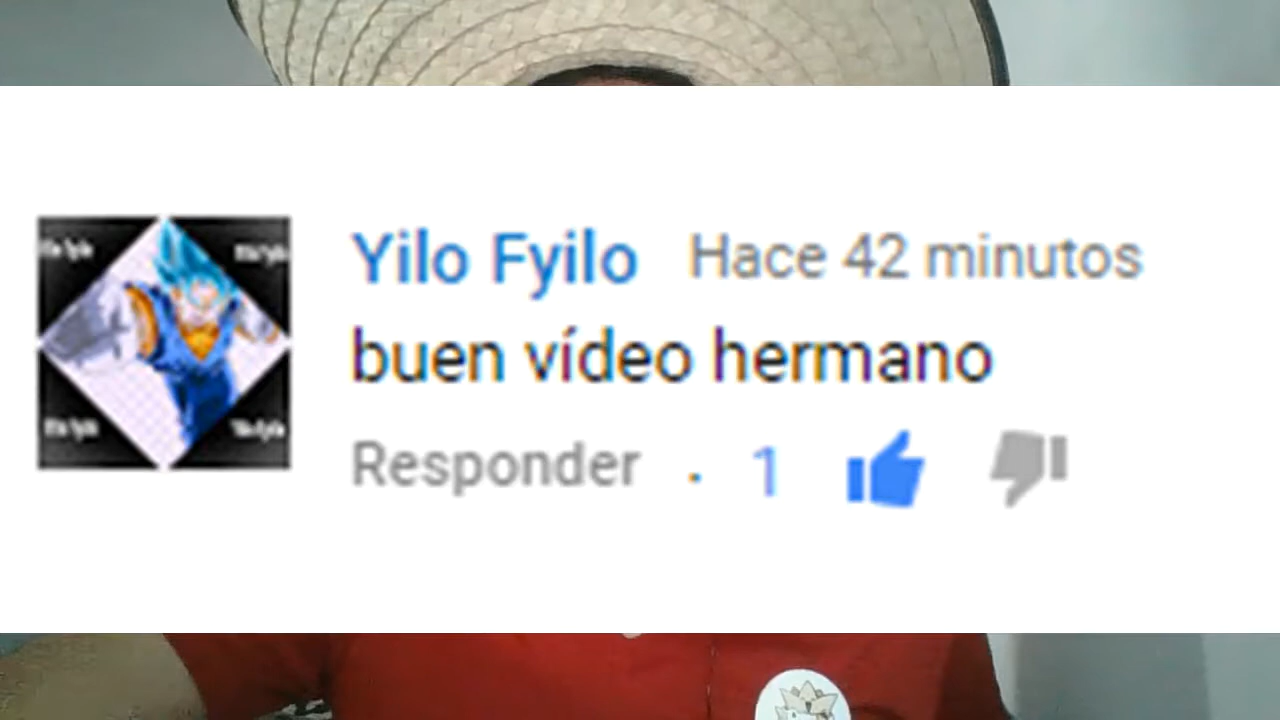 Yilo Fyilo Hace 42 minutos
buen vídeo hermano
Responder · 1